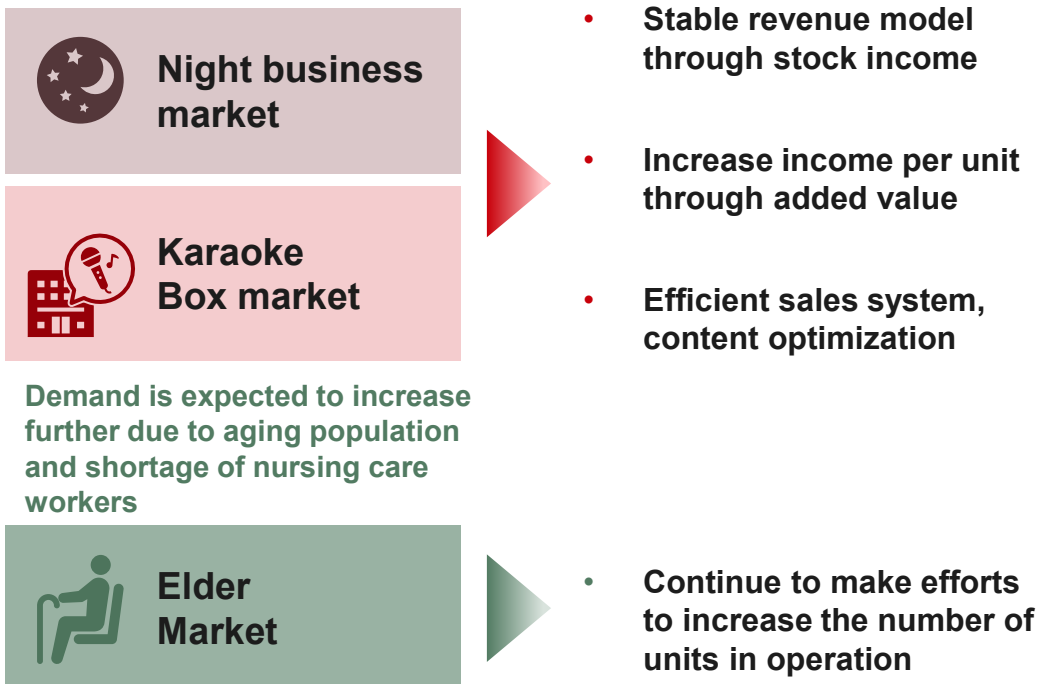 Night business
market
• Stable revenue model
through stock income
• Increase income per unit
through added value
Karaoke
Box market
• Efficient sales system,
content optimization
Demand is expected to increase
further due to aging population
and shortage of nursing care
workers
Elder
Market
• Continue to make efforts
to increase the number of
units in operation